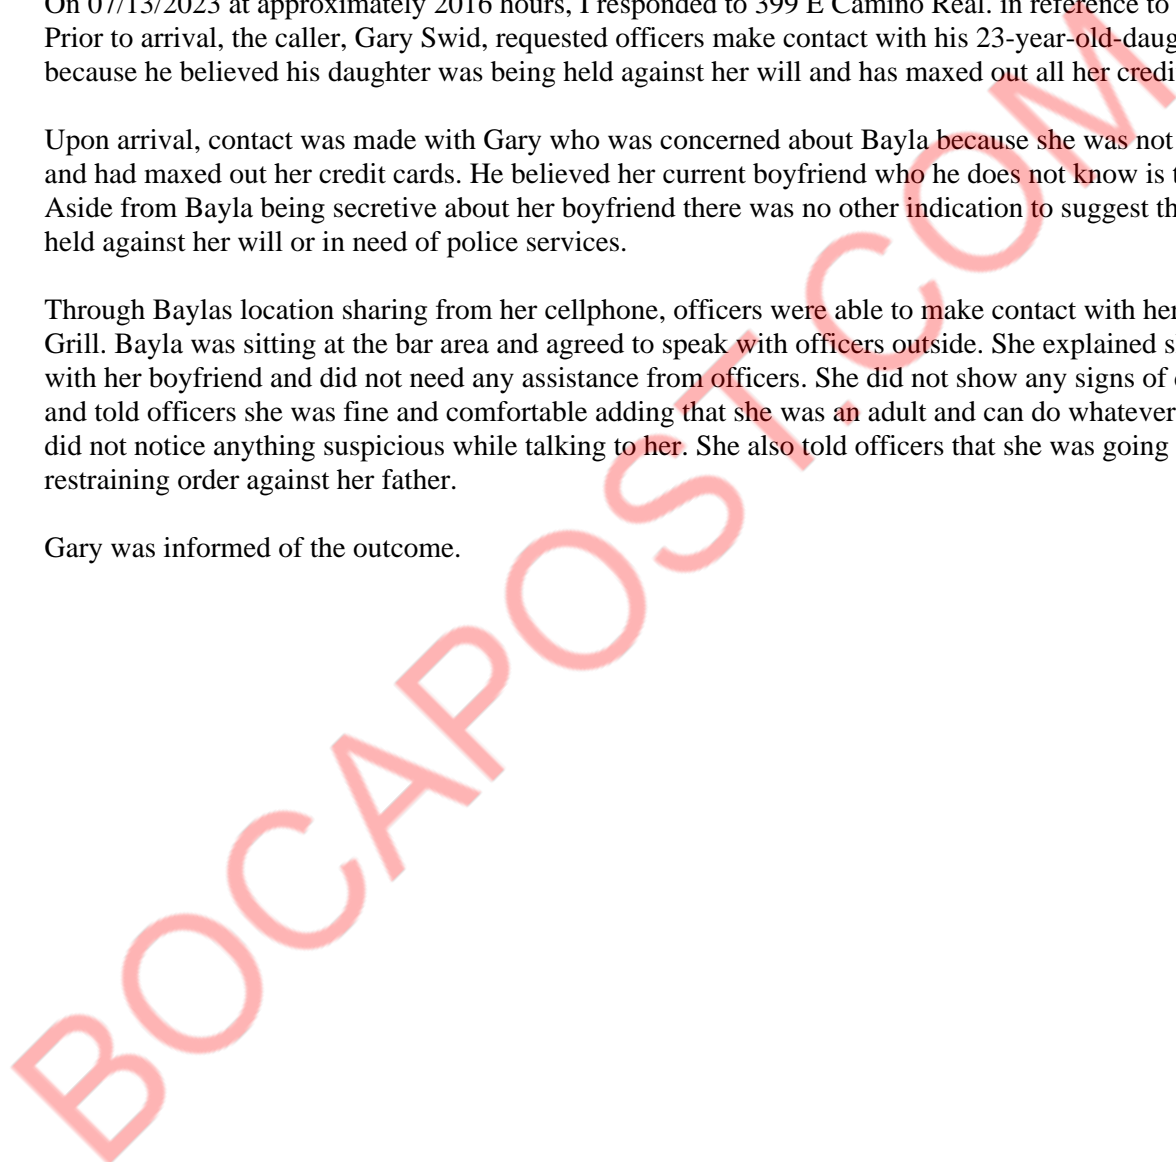 On 07/13/2023 at approximately 2016 hours, I responded to 399 E Camino Real. in reference to
Prior to arrival, the caller, Gary Swid, requested officers make contact with his 23-year-old-daug
because he believed his daughter was being held against her will and has maxed out all her credi
Upon arrival, contact was made with Gary who was concerned about Bayla because she was not
and had maxed out her credit cards. He believed her current boyfriend who he does not know is t
Aside from Bayla being secretive about her boyfriend there was no other indication to suggest th
held against her will or in need of police services.
Through Baylas location sharing from her cellphone, officers were able to make contact with her
Grill. Bayla was sitting at the bar area and agreed to speak with officers outside. She explained s
with her boyfriend and did not need any assistance from officers. She did not show any signs of
and told officers she was fine and comfortable adding that she was an adult and can do whatever
did not notice anything suspicious while talking to her. She also told officers that she was going
restraining order against her father.
Gary was informed of the outcome.
BOCAPOST.COM